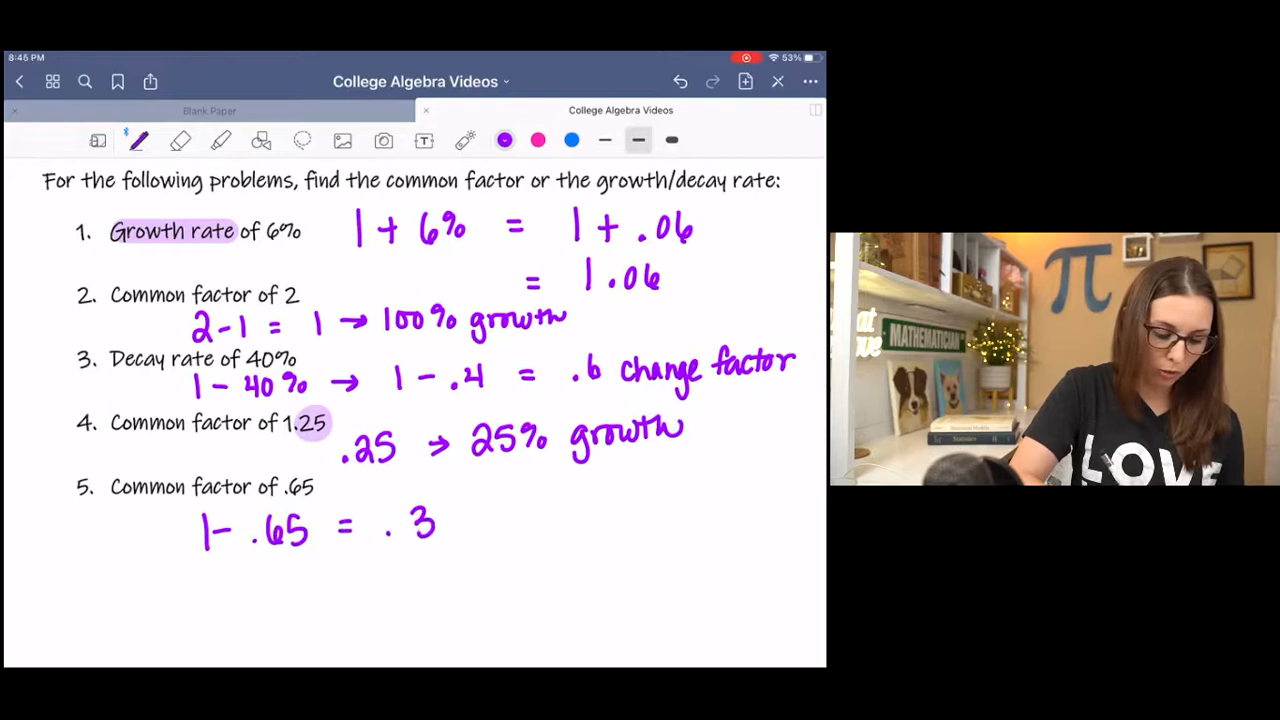 8:45 PM
53%
College Algebra Videos
Blank Paper
College Algebra Videos
For the following problems, find the common factor or the growth/decay rate:
1. Growth rate of 6% 1 + 6% = 1 + .06
= 1.06
2. Common factor of 2
2-1 = 1 → 100% growth
3. Decay rate of 40%
1 - 40% → 1 - .4 = .6 change factor
4. Common factor of 1.25
.25 → 25% growth
5. Common factor of .65
1- .65 = .3
MATHEMATICIAN
LOVE